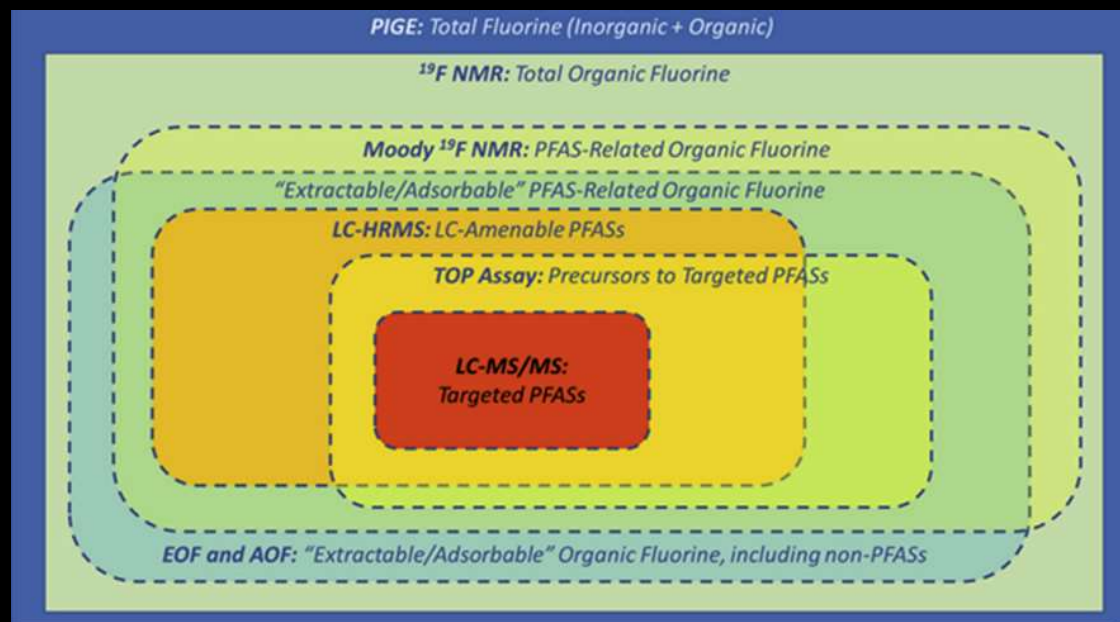 PIGE: Total Fluorine (Inorganic + Organic)
¹⁹F NMR: Total Organic Fluorine
Moody ¹⁹F NMR: PFAS-Related Organic Fluorine
“Extractable/Adsorbable” PFAS-Related Organic Fluorine
LC-HRMS: LC-Amenable PFASs
TOP Assay: Precursors to Targeted PFASs
LC-MS/MS:
Targeted PFASs
EOF and AOF: “Extractable/Adsorbable” Organic Fluorine, including non-PFASs